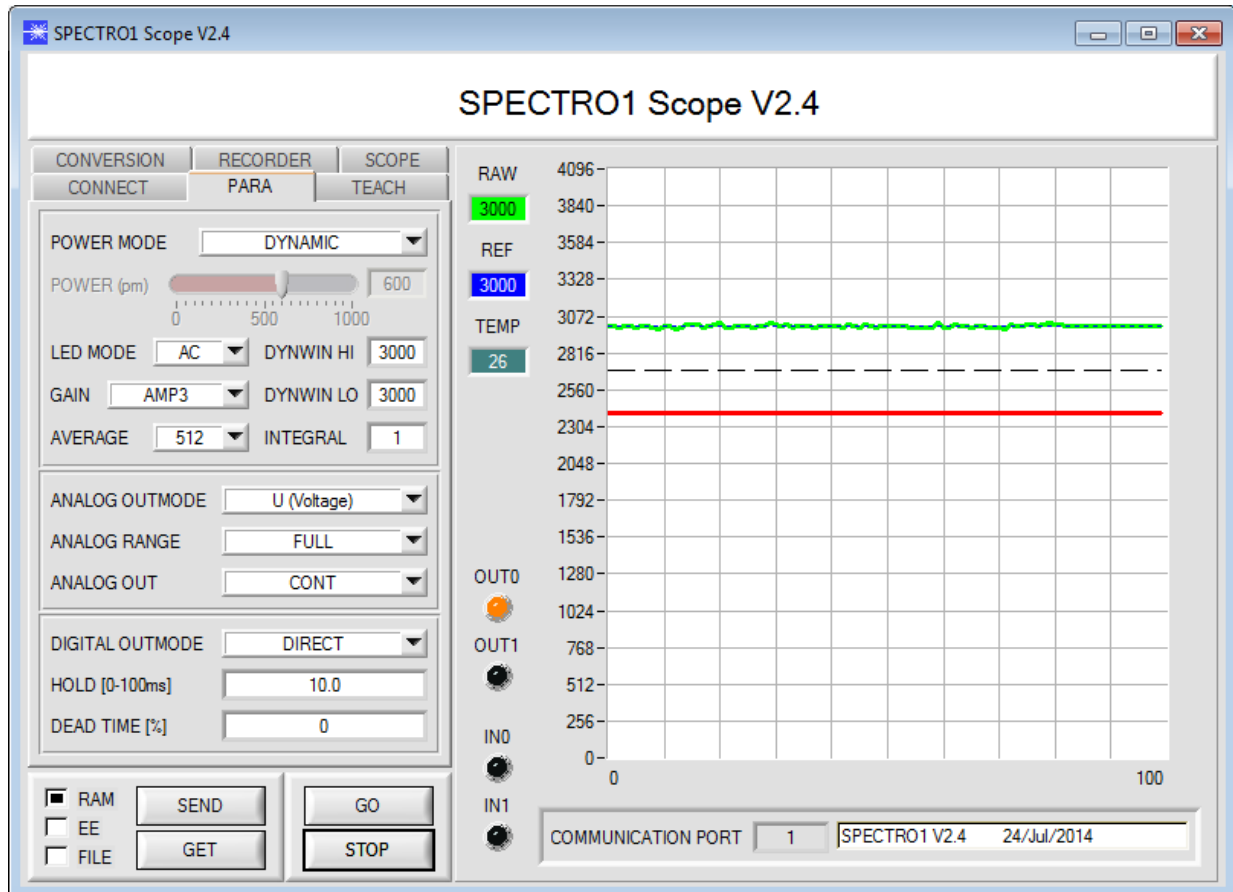 SPECTRO1 Scope V2.4
SPECTRO1 Scope V2.4
CONVERSION RECORDER SCOPE
CONNECT PARA TEACH
POWER MODE DYNAMIC
POWER (pm) 600
0 500 1000
LED MODE AC DYNWIN HI 3000
GAIN AMP3 DYNWIN LO 3000
AVERAGE 512 INTEGRAL 1
ANALOG OUTMODE U (Voltage)
ANALOG RANGE FULL
ANALOG OUT CONT
DIGITAL OUTMODE DIRECT
HOLD [0-100ms] 10.0
DEAD TIME [%] 0
RAM
EE
FILE
SEND
GET
GO
STOP
RAW
3000
REF
3000
TEMP
26
OUT0
OUT1
IN0
IN1
4096
3840
3584
3328
3072
2816
2560
2304
2048
1792
1536
1280
1024
768
512
256
0
0 100
COMMUNICATION PORT 1 SPECTRO1 V2.4 24/Jul/2014